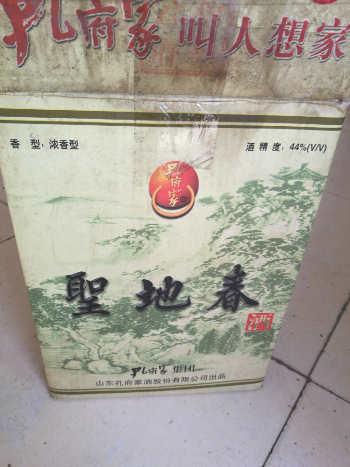 孔府家 叫人想家
香 型：浓香型
酒 精 度：44%(V/V)
孔府家
聖地春
酒
孔府家 集团
山东孔府家酒股份有限公司出品